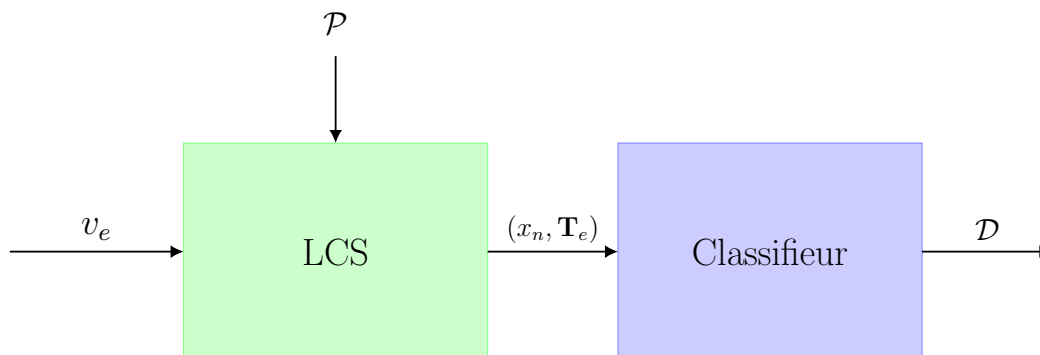 𝒫
v_e
LCS
(x_n, T_e)
Classifieur
𝒟